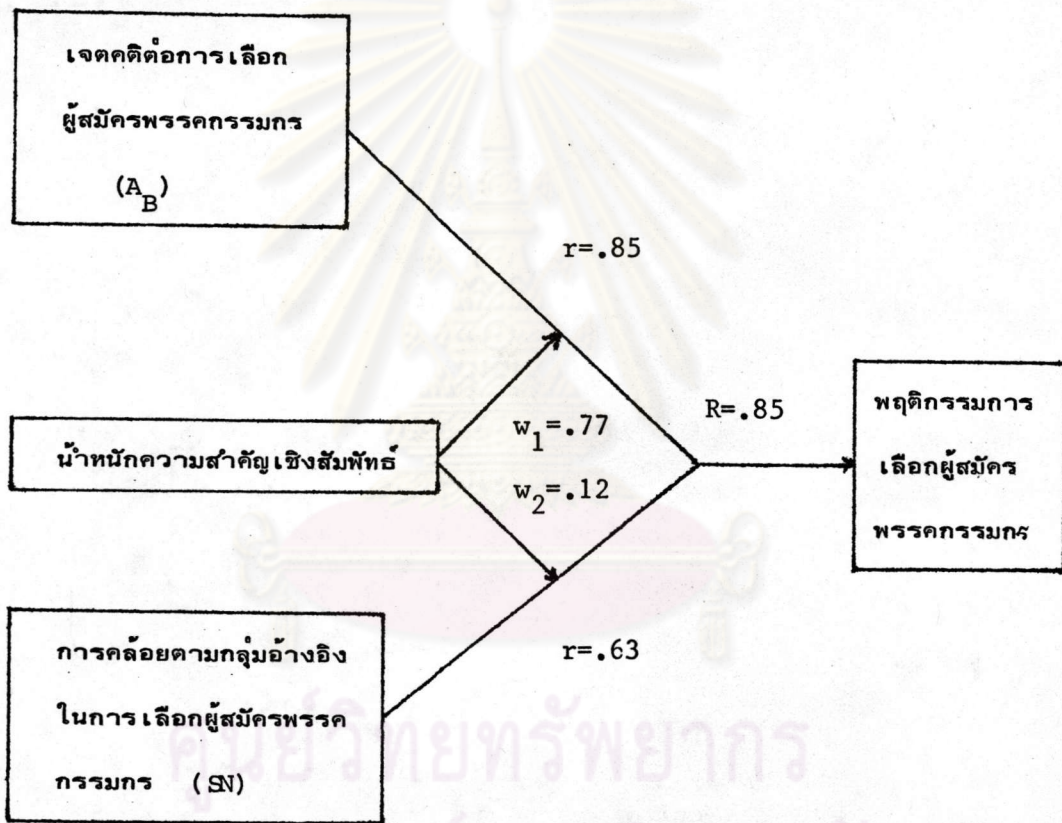 เจตคติต่อการเลือก
ผู้สมัครพรรคกรรมกร
(A_B)
r=.85
น้ำหนักความสำคัญเชิงสัมพัทธ์
w_1=.77
w_2=.12
R=.85
พฤติกรรมการ
เลือกผู้สมัคร
พรรคกรรมกร
การคล้อยตามกลุ่มอ้างอิง
ในการเลือกผู้สมัครพรรค
กรรมกร (SN)
r=.63
ศูนย์วิทยทรัพยากร